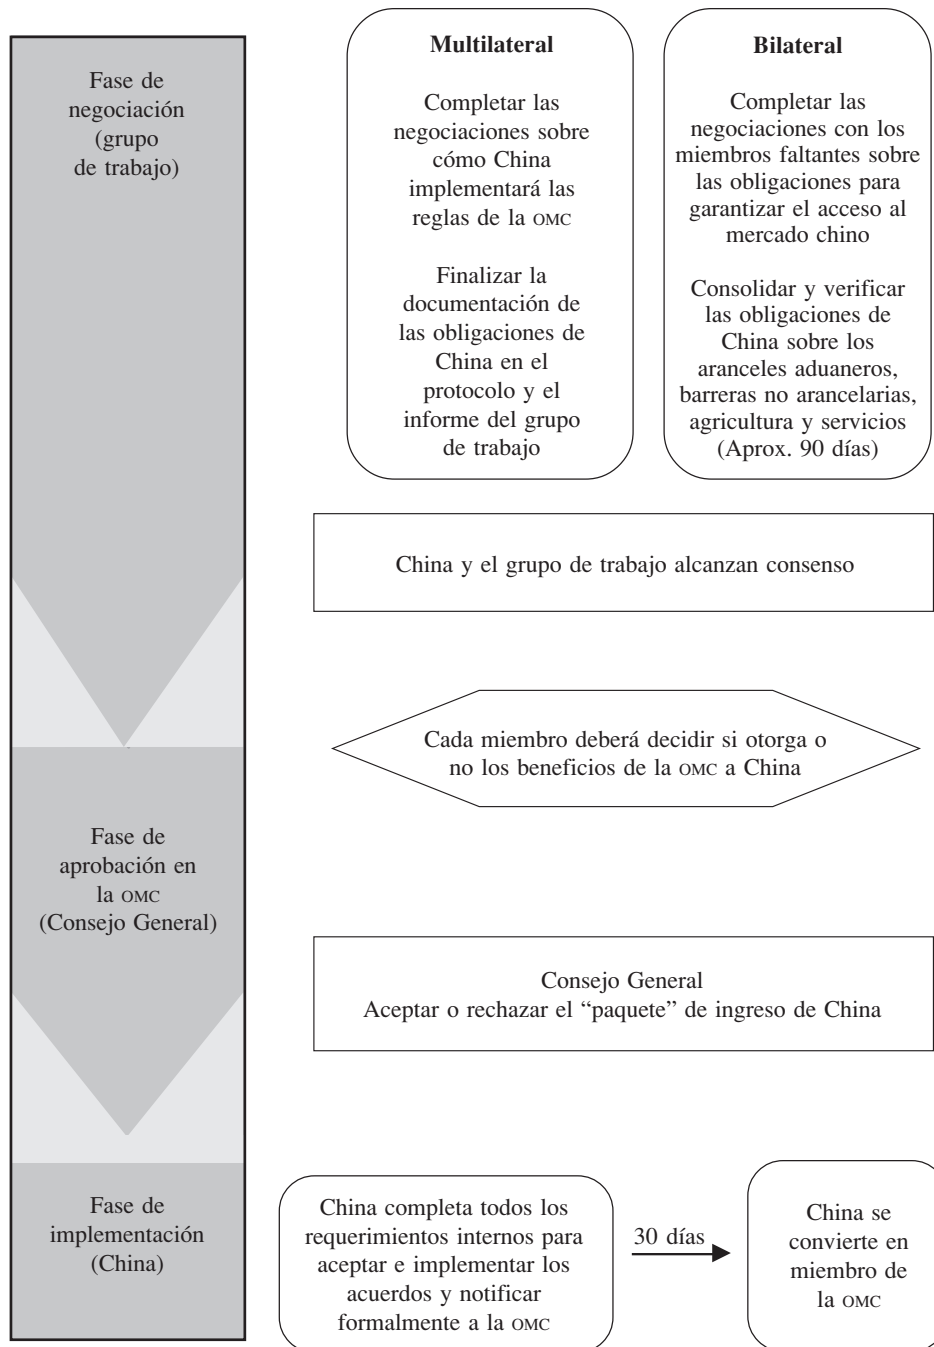 Fase de
negociación
(grupo
de trabajo)
Multilateral
Completar las
negociaciones sobre
cómo China
implementará las
reglas de la OMC
Finalizar la
documentación de
las obligaciones de
China en el
protocolo y el
informe del grupo
de trabajo
Bilateral
Completar las
negociaciones con los
miembros faltantes sobre
las obligaciones para
garantizar el acceso al
mercado chino
Consolidar y verificar
las obligaciones de
China sobre los
aranceles aduaneros,
barreras no arancelarias,
agricultura y servicios
(Aprox. 90 días)
China y el grupo de trabajo alcanzan consenso
Cada miembro deberá decidir si otorga o
no los beneficios de la OMC a China
Fase de
aprobación en
la OMC
(Consejo General)
Consejo General
Aceptar o rechazar el “paquete” de ingreso de China
Fase de
implementación
(China)
China completa todos los
requerimientos internos para
aceptar e implementar los
acuerdos y notificar
formalmente a la OMC
30 días
China se
convierte en
miembro de
la OMC